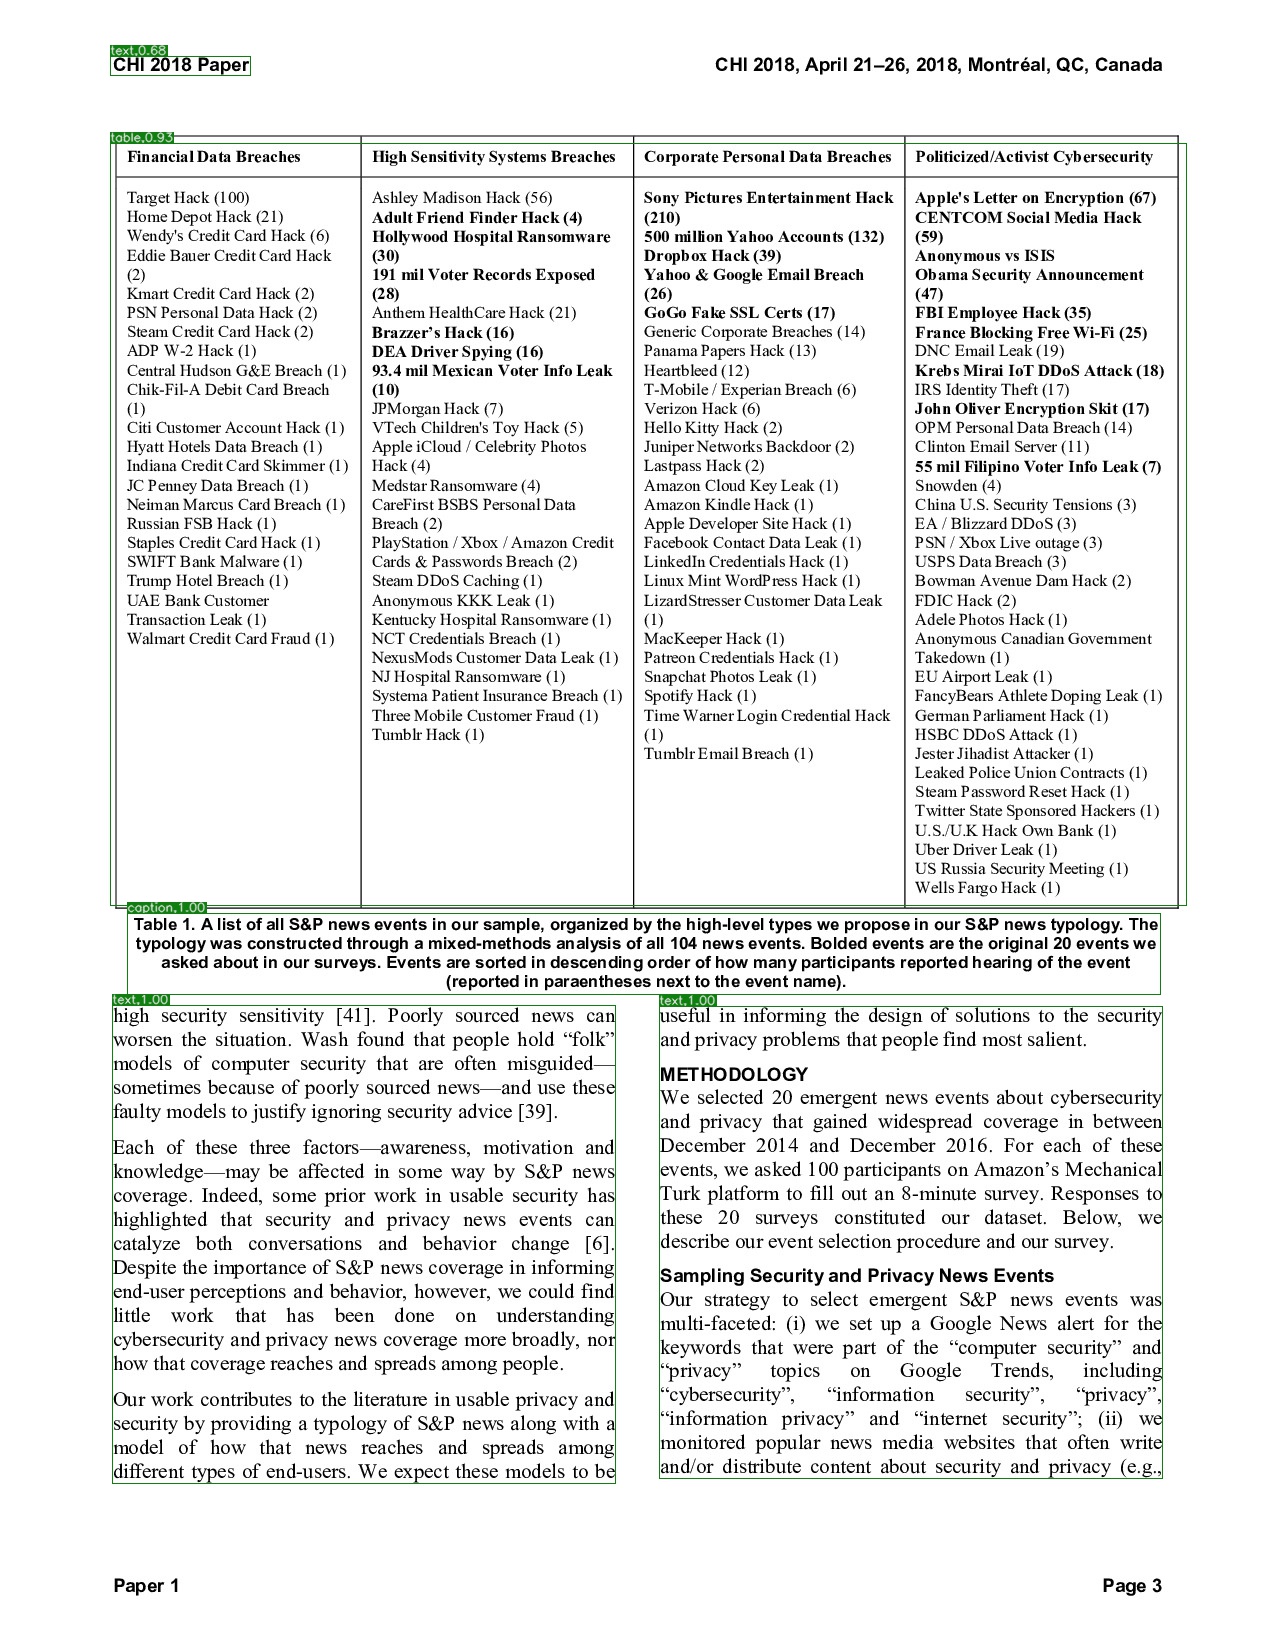 text,0.68
CHI 2018 Paper
CHI 2018, April 21–26, 2018, Montréal, QC, Canada
table,0.93
Financial Data Breaches
Target Hack (100)
Home Depot Hack (21)
Wendy's Credit Card Hack (6)
Eddie Bauer Credit Card Hack
(2)
Kmart Credit Card Hack (2)
PSN Personal Data Hack (2)
Steam Credit Card Hack (2)
ADP W-2 Hack (1)
Central Hudson G&E Breach (1)
Chik-Fil-A Debit Card Breach
(1)
Citi Customer Account Hack (1)
Hyatt Hotels Data Breach (1)
Indiana Credit Card Skimmer (1)
JC Penney Data Breach (1)
Neiman Marcus Card Breach (1)
Russian FSB Hack (1)
Staples Credit Card Hack (1)
SWIFT Bank Malware (1)
Trump Hotel Breach (1)
UAE Bank Customer
Transaction Leak (1)
Walmart Credit Card Fraud (1)
High Sensitivity Systems Breaches
Ashley Madison Hack (56)
Adult Friend Finder Hack (4)
Hollywood Hospital Ransomware
(30)
191 mil Voter Records Exposed
(28)
Anthem HealthCare Hack (21)
Brazzer’s Hack (16)
DEA Driver Spying (16)
93.4 mil Mexican Voter Info Leak
(10)
JPMorgan Hack (7)
VTech Children's Toy Hack (5)
Apple iCloud / Celebrity Photos
Hack (4)
Medstar Ransomware (4)
CareFirst BSBS Personal Data
Breach (2)
PlayStation / Xbox / Amazon Credit
Cards & Passwords Breach (2)
Steam DDoS Caching (1)
Anonymous KKK Leak (1)
Kentucky Hospital Ransomware (1)
NCT Credentials Breach (1)
NexusMods Customer Data Leak (1)
NJ Hospital Ransomware (1)
Systema Patient Insurance Breach (1)
Three Mobile Customer Fraud (1)
Tumblr Hack (1)
Corporate Personal Data Breaches
Sony Pictures Entertainment Hack
(210)
500 million Yahoo Accounts (132)
Dropbox Hack (39)
Yahoo & Google Email Breach
(26)
GoGo Fake SSL Certs (17)
Generic Corporate Breaches (14)
Panama Papers Hack (13)
Heartbleed (12)
T-Mobile / Experian Breach (6)
Verizon Hack (6)
Hello Kitty Hack (2)
Juniper Networks Backdoor (2)
Lastpass Hack (2)
Amazon Cloud Key Leak (1)
Amazon Kindle Hack (1)
Apple Developer Site Hack (1)
Facebook Contact Data Leak (1)
LinkedIn Credentials Hack (1)
Linux Mint WordPress Hack (1)
LizardStresser Customer Data Leak
(1)
MacKeeper Hack (1)
Patreon Credentials Hack (1)
Snapchat Photos Leak (1)
Spotify Hack (1)
Time Warner Login Credential Hack
(1)
Tumblr Email Breach (1)
Politicized/Activist Cybersecurity
Apple's Letter on Encryption (67)
CENTCOM Social Media Hack
(59)
Anonymous vs ISIS
Obama Security Announcement
(47)
FBI Employee Hack (35)
France Blocking Free Wi-Fi (25)
DNC Email Leak (19)
Krebs Mirai IoT DDoS Attack (18)
IRS Identity Theft (17)
John Oliver Encryption Skit (17)
OPM Personal Data Breach (14)
Clinton Email Server (11)
55 mil Filipino Voter Info Leak (7)
Snowden (4)
China U.S. Security Tensions (3)
EA / Blizzard DDoS (3)
PSN / Xbox Live outage (3)
USPS Data Breach (3)
Bowman Avenue Dam Hack (2)
FDIC Hack (2)
Adele Photos Hack (1)
Anonymous Canadian Government
Takedown (1)
EU Airport Leak (1)
FancyBears Athlete Doping Leak (1)
German Parliament Hack (1)
HSBC DDoS Attack (1)
Jester Jihadist Attacker (1)
Leaked Police Union Contracts (1)
Steam Password Reset Hack (1)
Twitter State Sponsored Hackers (1)
U.S./U.K Hack Own Bank (1)
Uber Driver Leak (1)
US Russia Security Meeting (1)
Wells Fargo Hack (1)
caption,1.00
Table 1. A list of all S&P news events in our sample, organized by the high-level types we propose in our S&P news typology. The
typology was constructed through a mixed-methods analysis of all 104 news events. Bolded events are the original 20 events we
asked about in our surveys. Events are sorted in descending order of how many participants reported hearing of the event
(reported in paraentheses next to the event name).
text,1.00
high security sensitivity [41]. Poorly sourced news can
worsen the situation. Wash found that people hold “folk”
models of computer security that are often misguided—
sometimes because of poorly sourced news—and use these
faulty models to justify ignoring security advice [39].
Each of these three factors—awareness, motivation and
knowledge—may be affected in some way by S&P news
coverage. Indeed, some prior work in usable security has
highlighted that security and privacy news events can
catalyze both conversations and behavior change [6].
Despite the importance of S&P news coverage in informing
end-user perceptions and behavior, however, we could find
little work that has been done on understanding
cybersecurity and privacy news coverage more broadly, nor
how that coverage reaches and spreads among people.
Our work contributes to the literature in usable privacy and
security by providing a typology of S&P news along with a
model of how that news reaches and spreads among
different types of end-users. We expect these models to be
text,1.00
useful in informing the design of solutions to the security
and privacy problems that people find most salient.
METHODOLOGY
We selected 20 emergent news events about cybersecurity
and privacy that gained widespread coverage in between
December 2014 and December 2016. For each of these
events, we asked 100 participants on Amazon’s Mechanical
Turk platform to fill out an 8-minute survey. Responses to
these 20 surveys constituted our dataset. Below, we
describe our event selection procedure and our survey.
Sampling Security and Privacy News Events
Our strategy to select emergent S&P news events was
multi-faceted: (i) we set up a Google News alert for the
keywords that were part of the “computer security” and
“privacy” topics on Google Trends, including
“cybersecurity”, “information security”, “privacy”,
“information privacy” and “internet security”; (ii) we
monitored popular news media websites that often write
and/or distribute content about security and privacy (e.g.,
Paper 1
Page 3